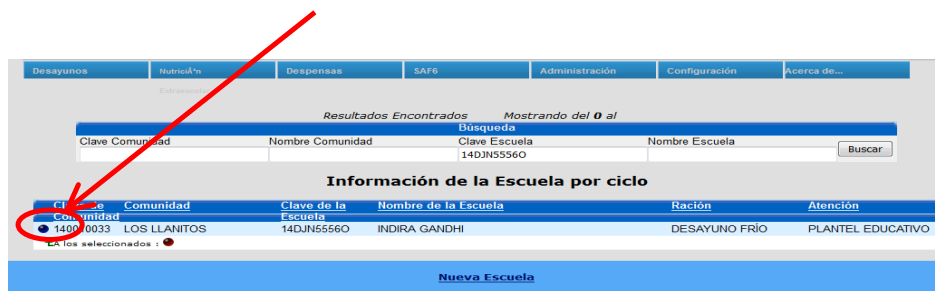 Desayunos NutriciÃ³n Despensas SAF6 Administración Configuración Acerca de...
Resultados Encontrados Mostrando del 0 al
Búsqueda
Clave Comunidad Nombre Comunidad Clave Escuela Nombre Escuela
14DJN5556O Buscar
Información de la Escuela por ciclo
Comunidad Clave de la Nombre de la Escuela Ración Atención
Comunidad Escuela
LOS LLANITOS 14DJN5556O INDIRA GANDHI DESAYUNO FRÍO PLANTEL EDUCATIVO
A los seleccionados :
Nueva Escuela